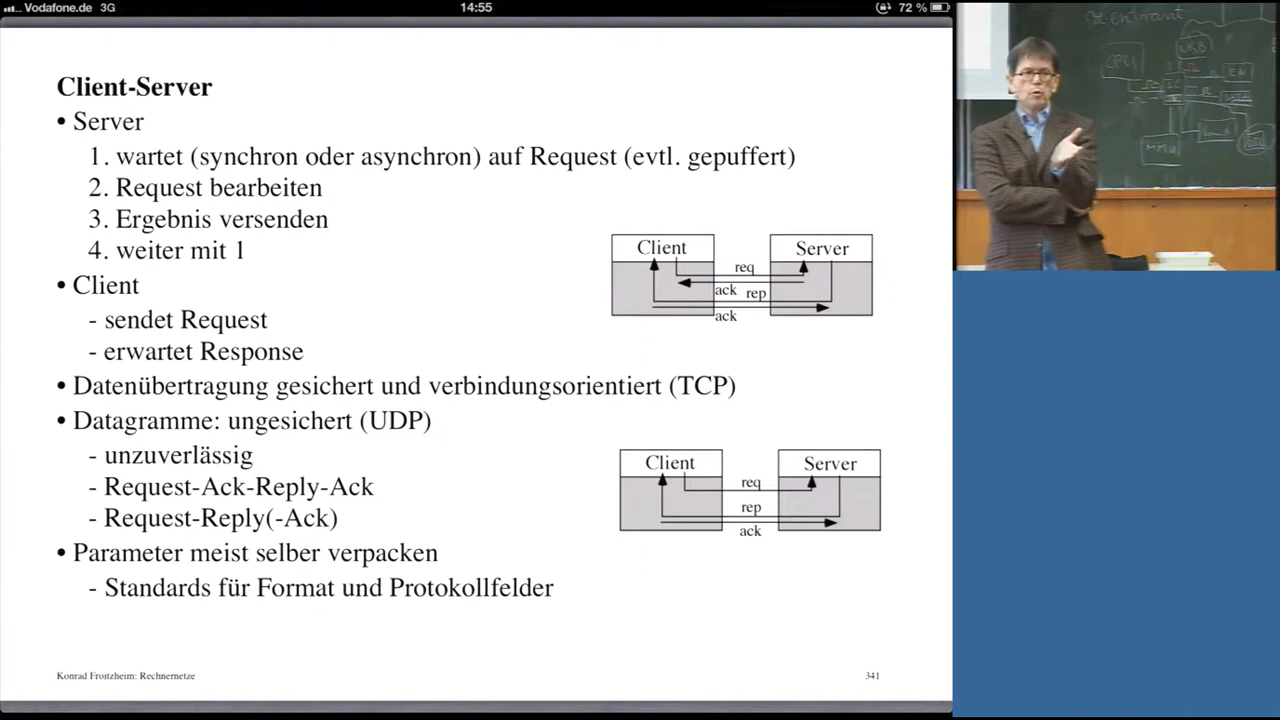 Vodafone.de 3G 14:55 72 %
Client-Server
• Server
1. wartet (synchron oder asynchron) auf Request (evtl. gepuffert)
2. Request bearbeiten
3. Ergebnis versenden
4. weiter mit 1
• Client
- sendet Request
- erwartet Response
• Datenübertragung gesichert und verbindungsorientiert (TCP)
• Datagramme: ungesichert (UDP)
- unzuverlässig
- Request-Ack-Reply-Ack
- Request-Reply(-Ack)
• Parameter meist selber verpacken
- Standards für Format und Protokollfelder
Client Server
req
ack rep
ack
Client Server
req
rep
ack
Konrad Froitzheim: Rechnernetze 341
CPU
MMU